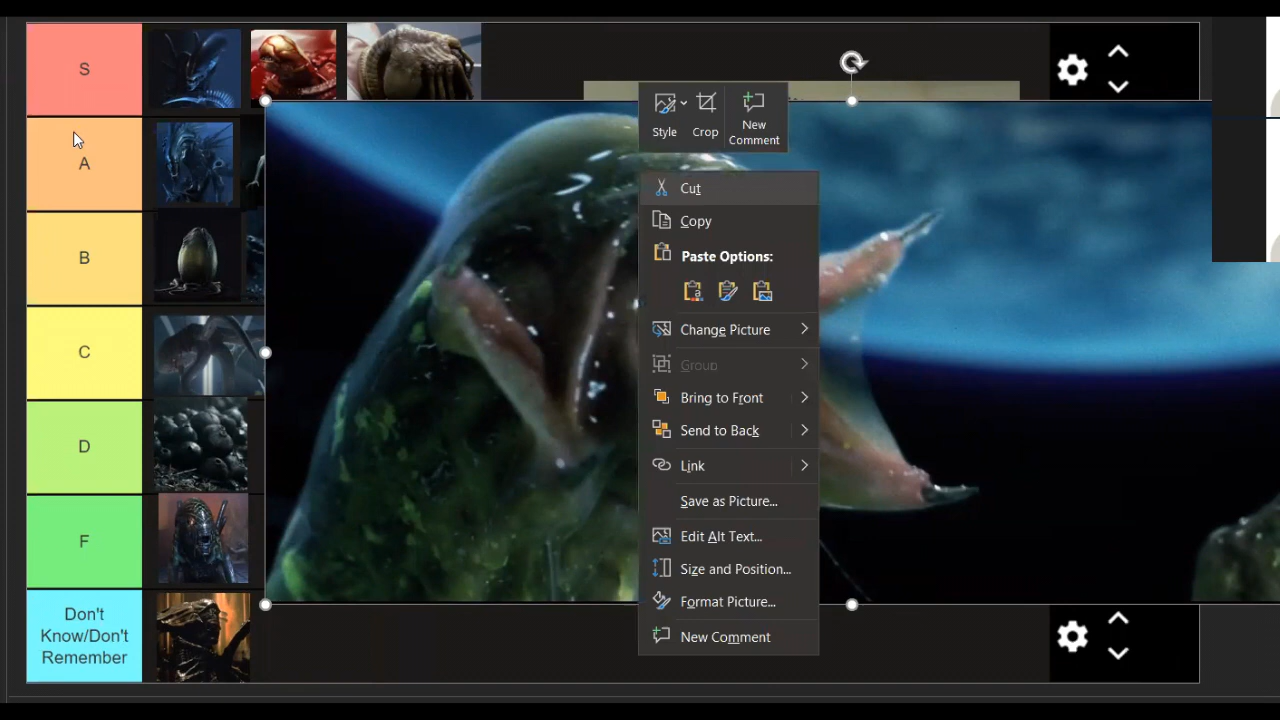 S
A
B
C
D
F
Don't
Know/Don't
Remember
Style
Crop
New
Comment
Cut
Copy
Paste Options:
Change Picture
Group
Bring to Front
Send to Back
Link
Save as Picture...
Edit Alt Text...
Size and Position...
Format Picture...
New Comment